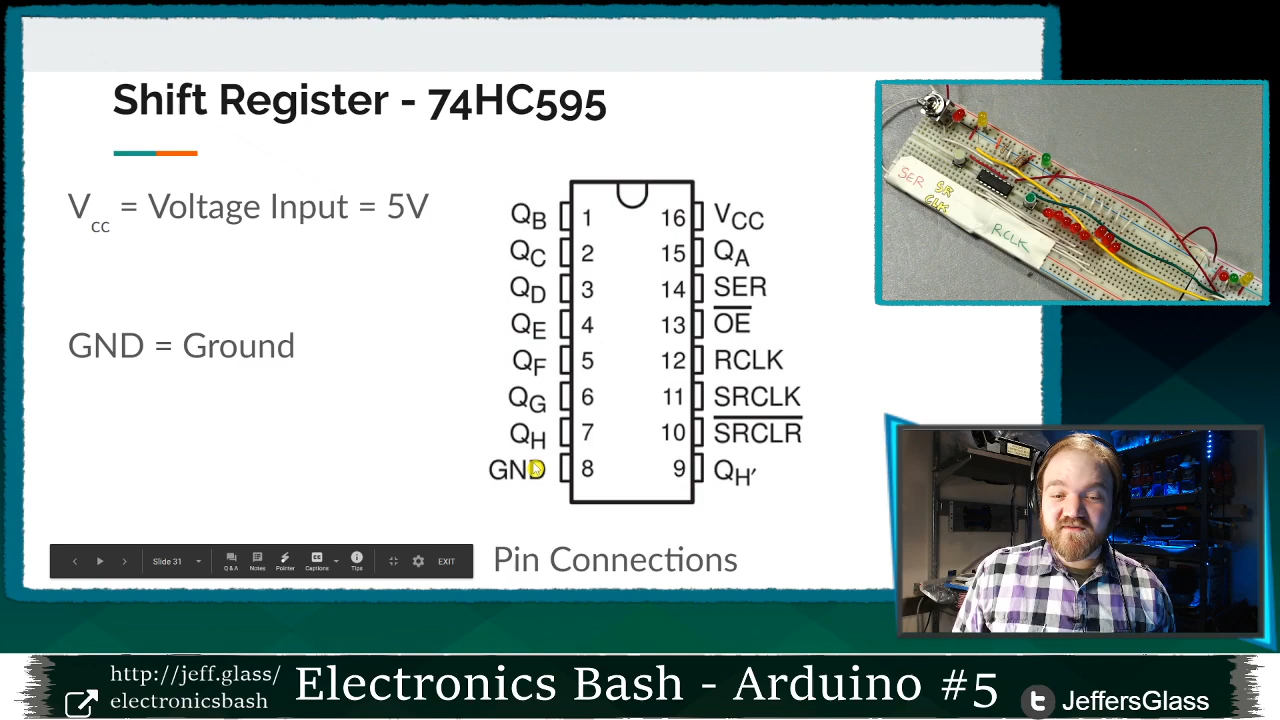 Shift Register - 74HC595
Vcc = Voltage Input = 5V
GND = Ground
QB 1 16 VCC
QC 2 15 QA
QD 3 14 SER
QE 4 13 OE
QF 5 12 RCLK
QG 6 11 SRCLK
QH 7 10 SRCLR
GND 8 9 QH′
Pin Connections
Slide 31
Q & A Notes Pointer Captions Tips EXIT
SER
SR
CLK
RCLK
http://jeff.glass/
electronicsbash
Electronics Bash - Arduino #5
JeffersGlass